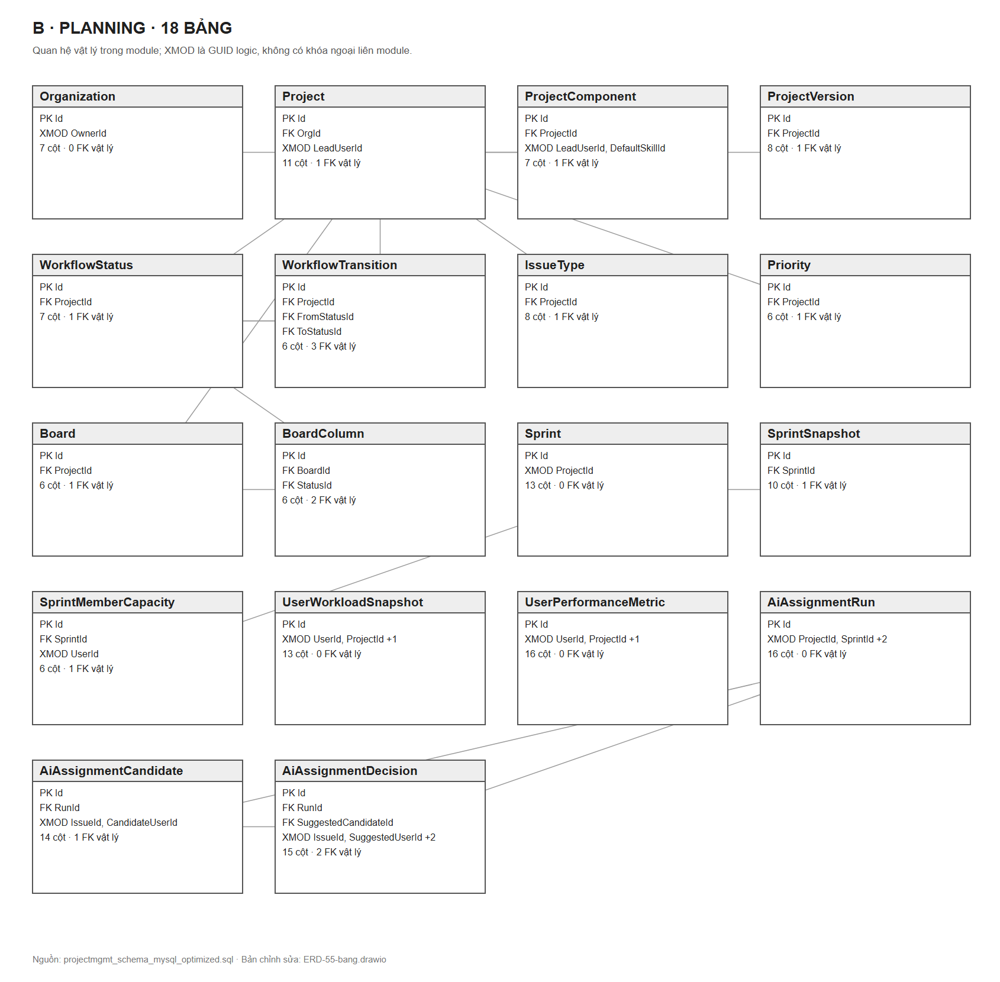 B · PLANNING · 18 BẢNG
Quan hệ vật lý trong module; XMOD là GUID logic, không có khóa ngoại liên module.
Organization
PK Id
XMOD OwnerId
7 cột · 0 FK vật lý
Project
PK Id
FK OrgId
XMOD LeadUserId
11 cột · 1 FK vật lý
ProjectComponent
PK Id
FK ProjectId
XMOD LeadUserId, DefaultSkillId
7 cột · 1 FK vật lý
ProjectVersion
PK Id
FK ProjectId
8 cột · 1 FK vật lý
WorkflowStatus
PK Id
FK ProjectId
7 cột · 1 FK vật lý
WorkflowTransition
PK Id
FK ProjectId
FK FromStatusId
FK ToStatusId
6 cột · 3 FK vật lý
IssueType
PK Id
FK ProjectId
8 cột · 1 FK vật lý
Priority
PK Id
FK ProjectId
6 cột · 1 FK vật lý
Board
PK Id
FK ProjectId
6 cột · 1 FK vật lý
BoardColumn
PK Id
FK BoardId
FK StatusId
6 cột · 2 FK vật lý
Sprint
PK Id
XMOD ProjectId
13 cột · 0 FK vật lý
SprintSnapshot
PK Id
FK SprintId
10 cột · 1 FK vật lý
SprintMemberCapacity
PK Id
FK SprintId
XMOD UserId
6 cột · 1 FK vật lý
UserWorkloadSnapshot
PK Id
XMOD UserId, ProjectId +1
13 cột · 0 FK vật lý
UserPerformanceMetric
PK Id
XMOD UserId, ProjectId +1
16 cột · 0 FK vật lý
AiAssignmentRun
PK Id
XMOD ProjectId, SprintId +2
16 cột · 0 FK vật lý
AiAssignmentCandidate
PK Id
FK RunId
XMOD IssueId, CandidateUserId
14 cột · 1 FK vật lý
AiAssignmentDecision
PK Id
FK RunId
FK SuggestedCandidateId
XMOD IssueId, SuggestedUserId +2
15 cột · 2 FK vật lý
Nguồn: projectmgmt_schema_mysql_optimized.sql · Bản chỉnh sửa: ERD-55-bang.drawio